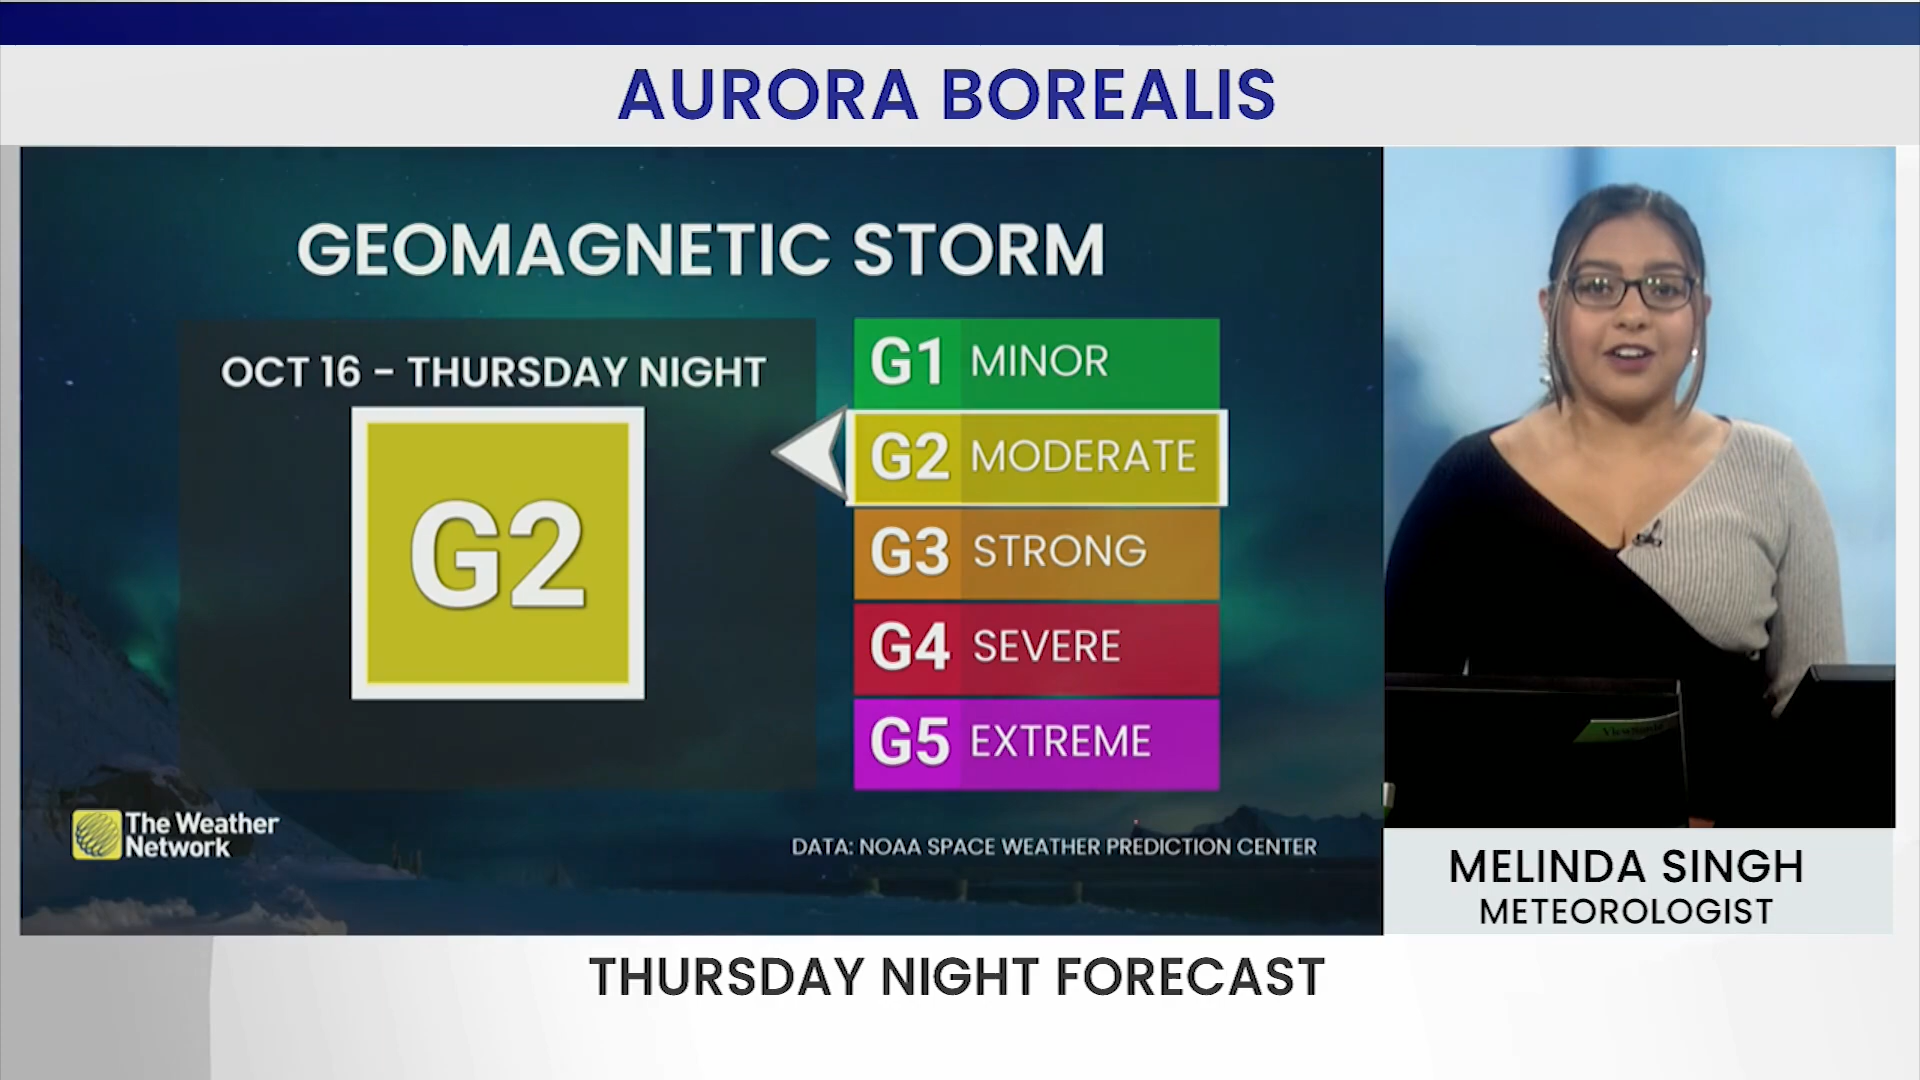 AURORA BOREALIS
GEOMAGNETIC STORM
OCT 16 - THURSDAY NIGHT
G2
G1 MINOR
G2 MODERATE
G3 STRONG
G4 SEVERE
G5 EXTREME
The Weather
Network
DATA: NOAA SPACE WEATHER PREDICTION CENTER
MELINDA SINGH
METEOROLOGIST
THURSDAY NIGHT FORECAST